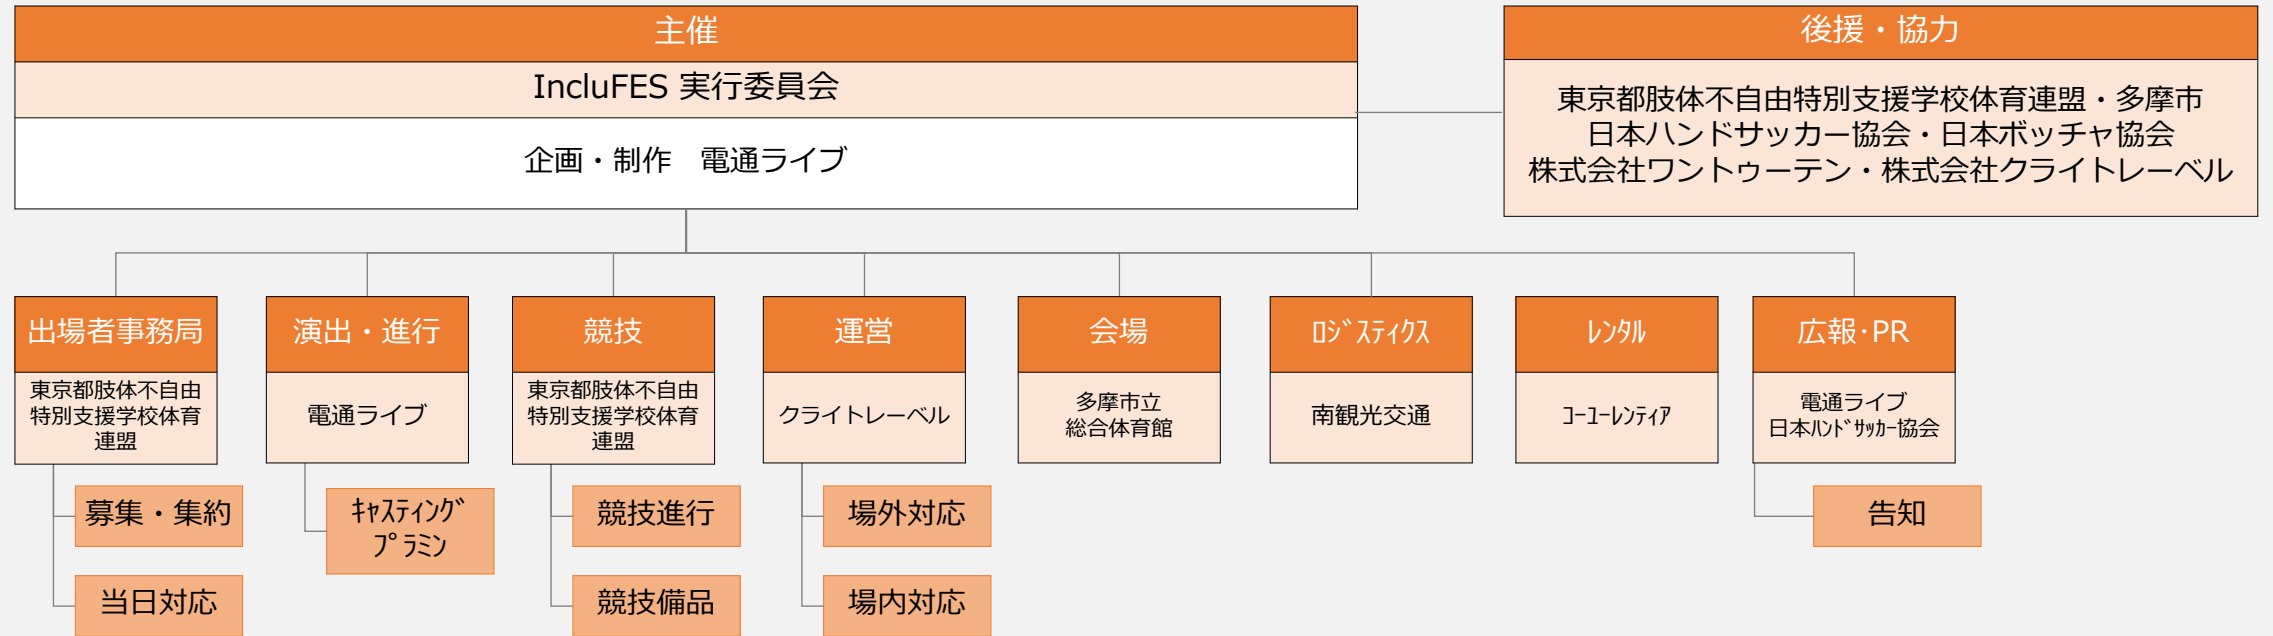 主催
IncluFES 実行委員会
企画・制作　電通ライブ
後援・協力
東京都肢体不自由特別支援学校体育連盟・多摩市
日本ハンドサッカー協会・日本ボッチャ協会
株式会社ワントゥーテン・株式会社クライトレーベル
出場者事務局
東京都肢体不自由
特別支援学校体育
連盟
募集・集約
当日対応
演出・進行
電通ライブ
ｷｬｽﾃｨﾝｸﾞ
ﾌﾟﾗﾐﾝ
競技
東京都肢体不自由
特別支援学校体育
連盟
競技進行
競技備品
運営
クライトレーベル
場外対応
場内対応
会場
多摩市立
総合体育館
ﾛｼﾞｽﾃｨｸｽ
南観光交通
ﾚﾝﾀﾙ
ｺｰﾕｰﾚﾝﾃｨｱ
広報･PR
電通ライブ
日本ﾊﾝﾄﾞｻｯｶｰ協会
告知